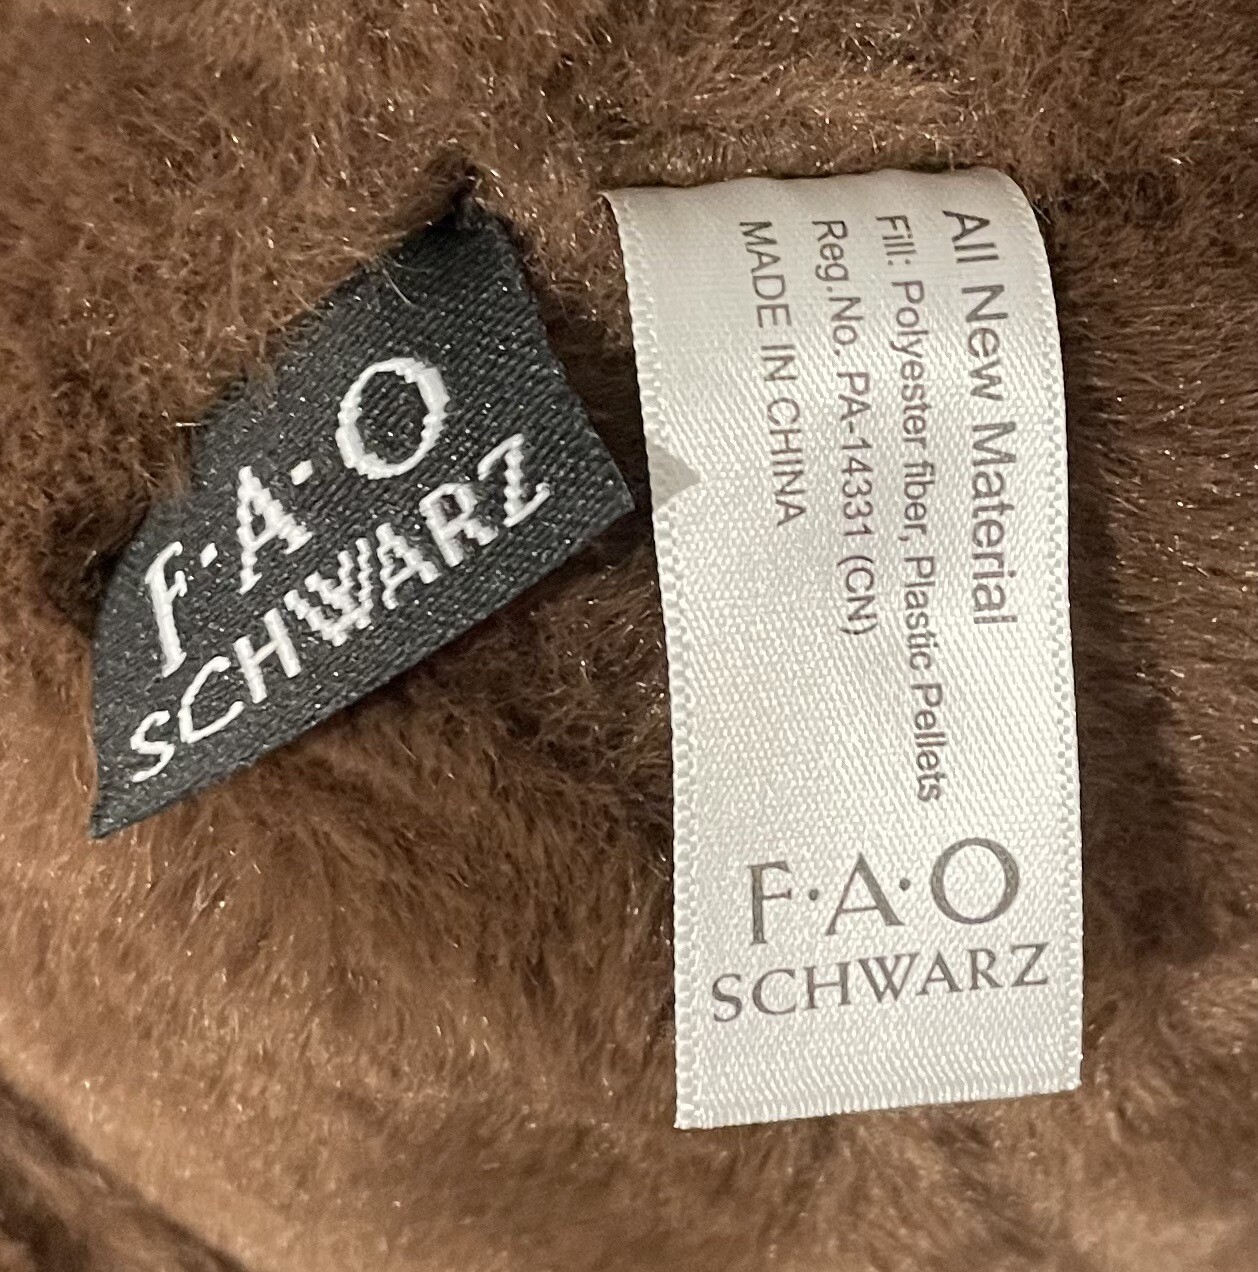 F·A·O
SCHWARZ
All New Material
Fill: Polyester fiber, Plastic Pellets
Reg.No. PA-14331 (CN)
MADE IN CHINA
F·A·O
SCHWARZ